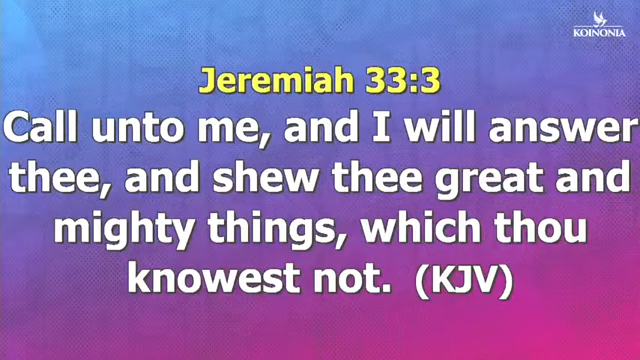 KOINONIA
Jeremiah 33:3
Call unto me, and I will answer
thee, and shew thee great and
mighty things, which thou
knowest not. (KJV)